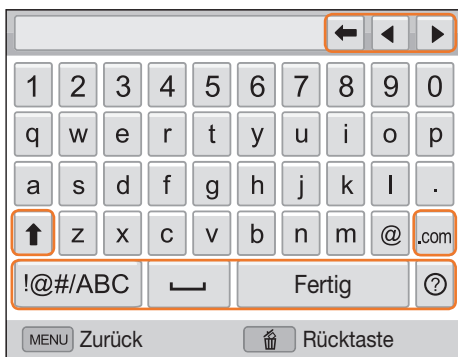 1 2 3 4 5 6 7 8 9 0
q w e r t y u i o p
a s d f g h j k l .
z x c v b n m @ .com
!@#/ABC Fertig ?
MENU Zurück Rücktaste